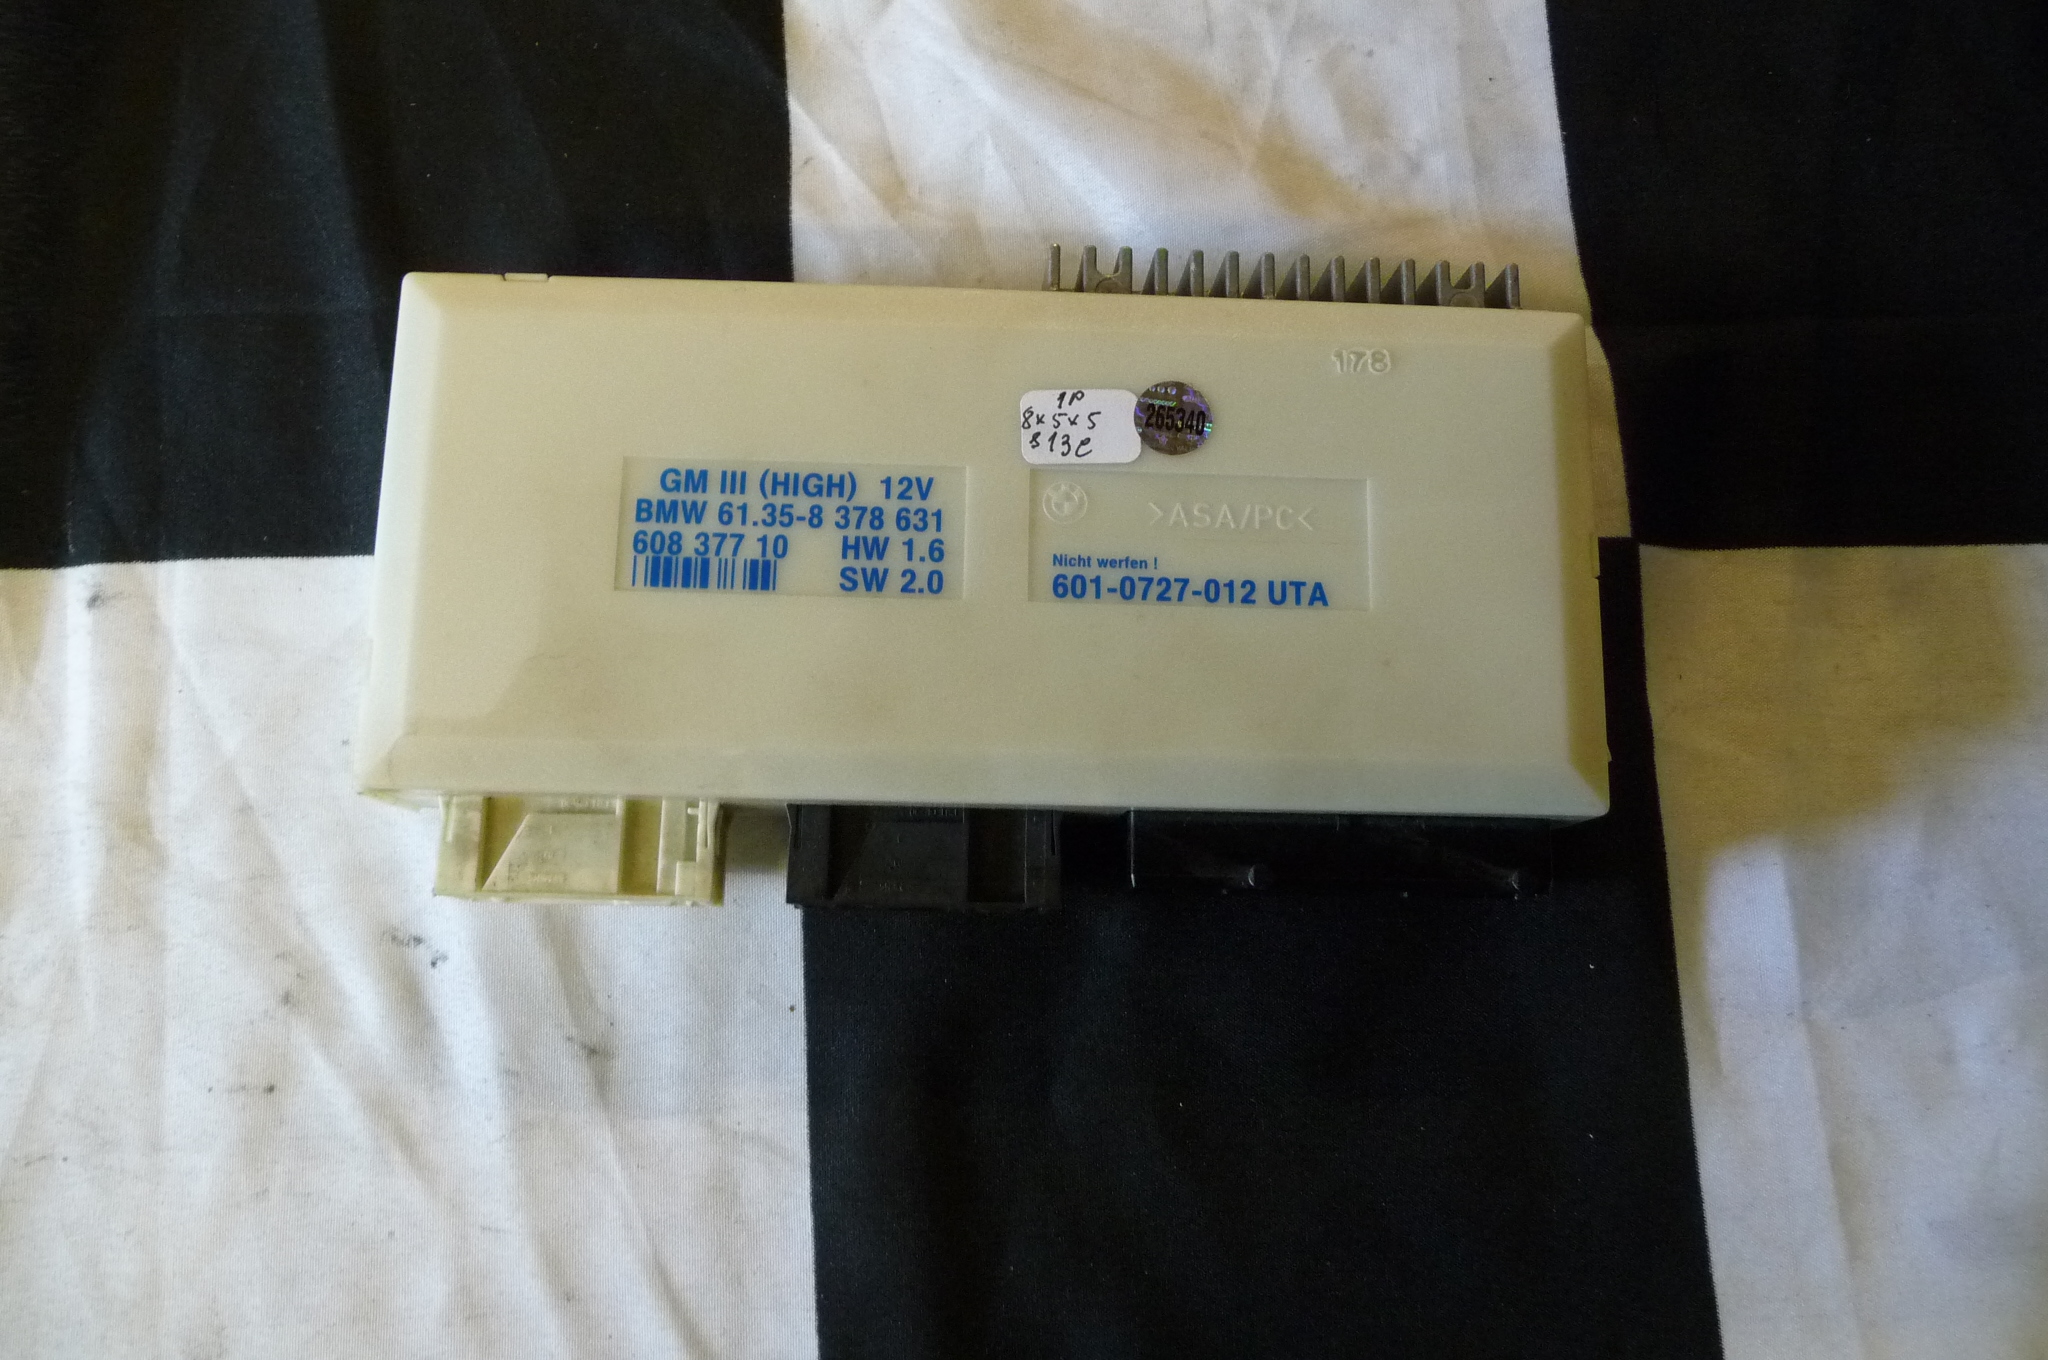 178
1P
8x5x5
813e
265340
GM III (HIGH) 12V
BMW 61.35-8 378 631
608 377 10 HW 1.6
SW 2.0
>ASA/PC<
Nicht werfen !
601-0727-012 UTA